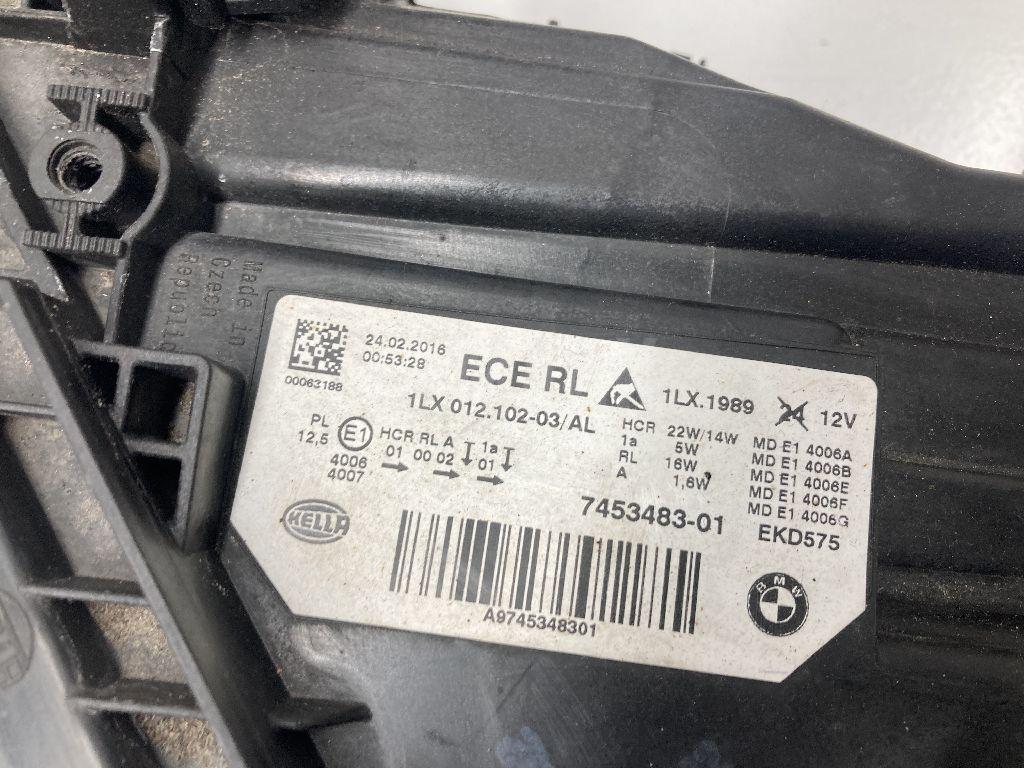 Made in
Czech
Republic
24.02.2016
00:53:28
00063188
ECE RL
1LX.1989
24 12V
1LX 012.102-03/AL
PL
12,5
E1
4006
4007
HCR RL A 1a
01 00 02 01
HCR 22W/14W
1a 5W
RL 16W
A 1,6W
MD E1 4006A
MD E1 4006B
MD E1 4006E
MD E1 4006F
MD E1 4006G
HELLA
7453483-01
EKD575
A9745348301
BMW